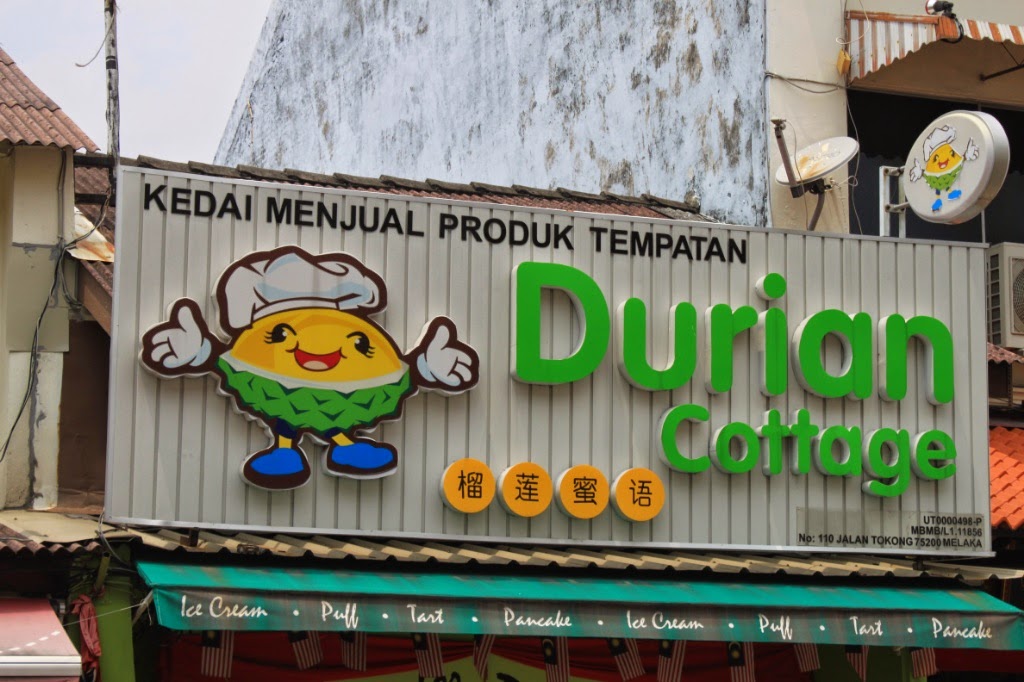 KEDAI MENJUAL PRODUK TEMPATAN
Durian
Cottage
榴莲蜜语
UT0000498-P
MBMB/L1.11856
No: 110 JALAN TOKONG 75200 MELAKA
Ice Cream • Puff • Tart • Pancake • Ice Cream • Puff • Tart • Pancake